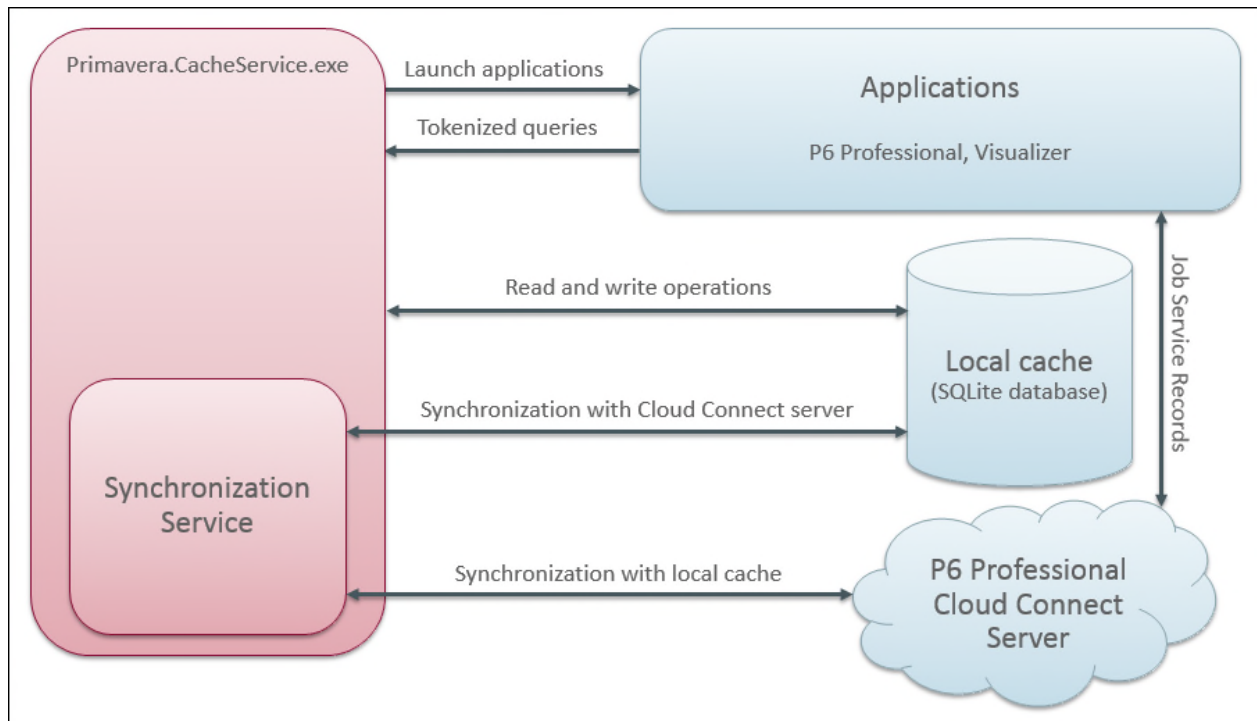 Primavera.CacheService.exe
Launch applications
Tokenized queries
Applications
P6 Professional, Visualizer
Read and write operations
Job Service Records
Local cache
(SQLite database)
Synchronization with Cloud Connect server
Synchronization
Service
Synchronization with local cache
P6 Professional
Cloud Connect
Server